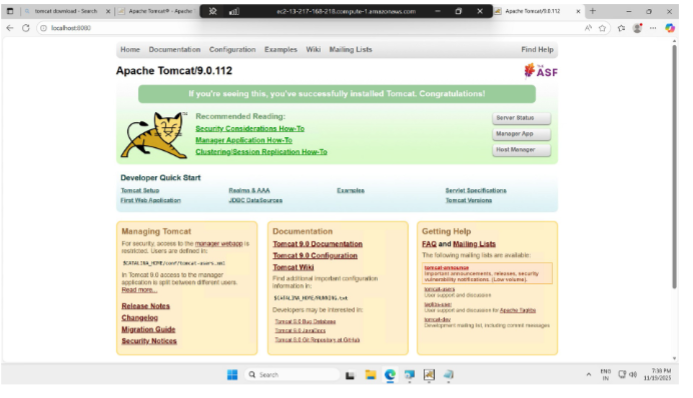 tomcat download - Search
Apache Tomcat® - Apache
ec2-13-217-168-218.compute-1.amazonaws.com
Apache Tomcat/9.0.112
localhost:8080
Home Documentation Configuration Examples Wiki Mailing Lists Find Help
Apache Tomcat/9.0.112
THE
ASF
If you're seeing this, you've successfully installed Tomcat. Congratulations!
Recommended Reading:
Security Considerations How-To
Manager Application How-To
Clustering/Session Replication How-To
Server Status
Manager App
Host Manager
Developer Quick Start
Tomcat Setup
First Web Application
Realms & AAA
JDBC DataSources
Examples
Servlet Specifications
Tomcat Versions
Managing Tomcat
For security, access to the manager webapp is
restricted. Users are defined in:
$CATALINA_HOME/conf/tomcat-users.xml
In Tomcat 9.0 access to the manager
application is split between different users.
Read more...
Release Notes
Changelog
Migration Guide
Security Notices
Documentation
Tomcat 9.0 Documentation
Tomcat 9.0 Configuration
Tomcat Wiki
Find additional important configuration
information in:
$CATALINA_HOME/RUNNING.txt
Developers may be interested in:
Tomcat 9.0 Bug Database
Tomcat 9.0 JavaDocs
Tomcat 9.0 Git Repository at GitHub
Getting Help
FAQ and Mailing Lists
The following mailing lists are available:
tomcat-announce
Important announcements, releases, security
vulnerability notifications. (Low volume).
tomcat-users
User support and discussion
taglibs-user
User support and discussion for Apache Taglibs
tomcat-dev
Development mailing list, including commit messages
Search
ENG
IN
7:38 PM
11/19/2025